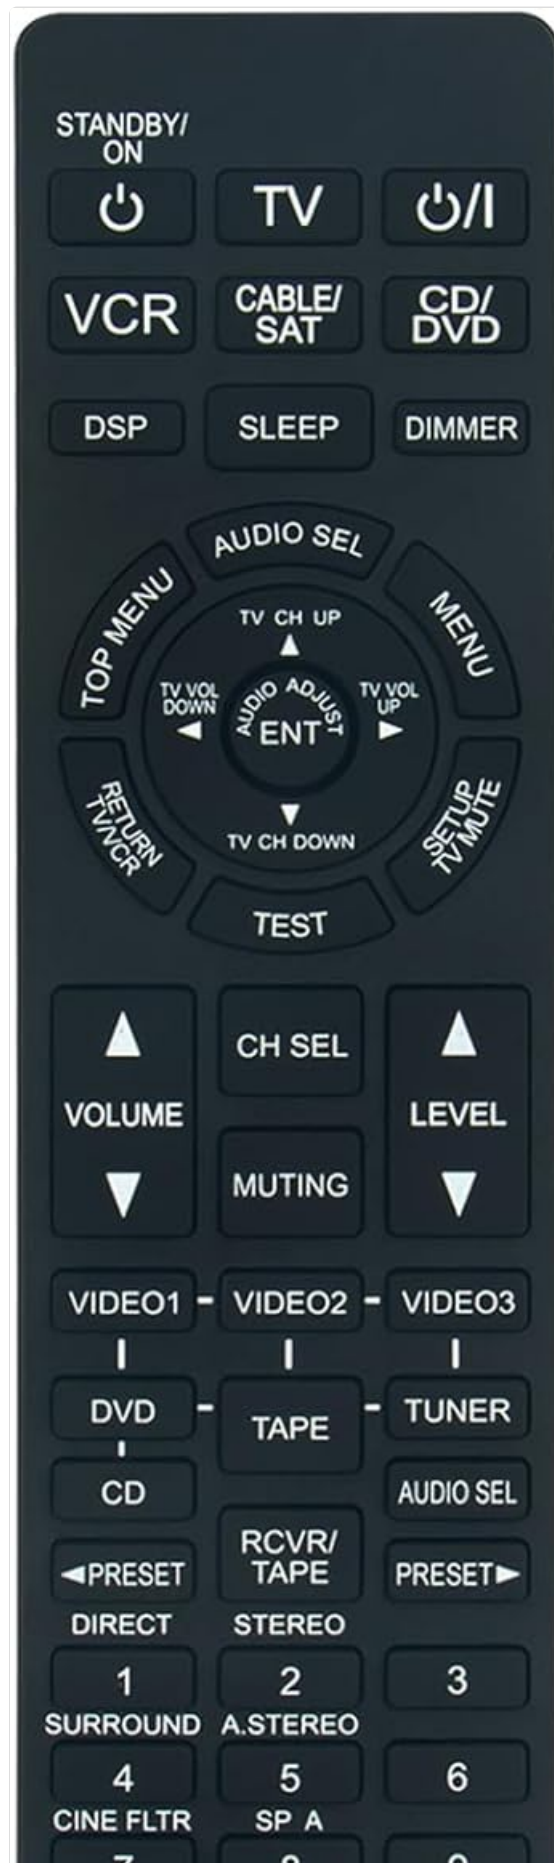 STANDBY/
ON
TV
/I
VCR
CABLE/
SAT
CD/
DVD
DSP
SLEEP
DIMMER
AUDIO SEL
TOP MENU
MENU
TV CH UP
TV VOL
DOWN
AUDIO ADJUST
ENT
TV VOL
UP
RETURN
TV/VCR
SETUP
TV MUTE
TV CH DOWN
TEST
VOLUME
CH SEL
LEVEL
MUTING
VIDEO1
VIDEO2
VIDEO3
DVD
TAPE
TUNER
CD
AUDIO SEL
◄PRESET
RCVR/
TAPE
PRESET►
DIRECT
STEREO
1
2
3
SURROUND
A.STEREO
4
5
6
CINE FLTR
SP A